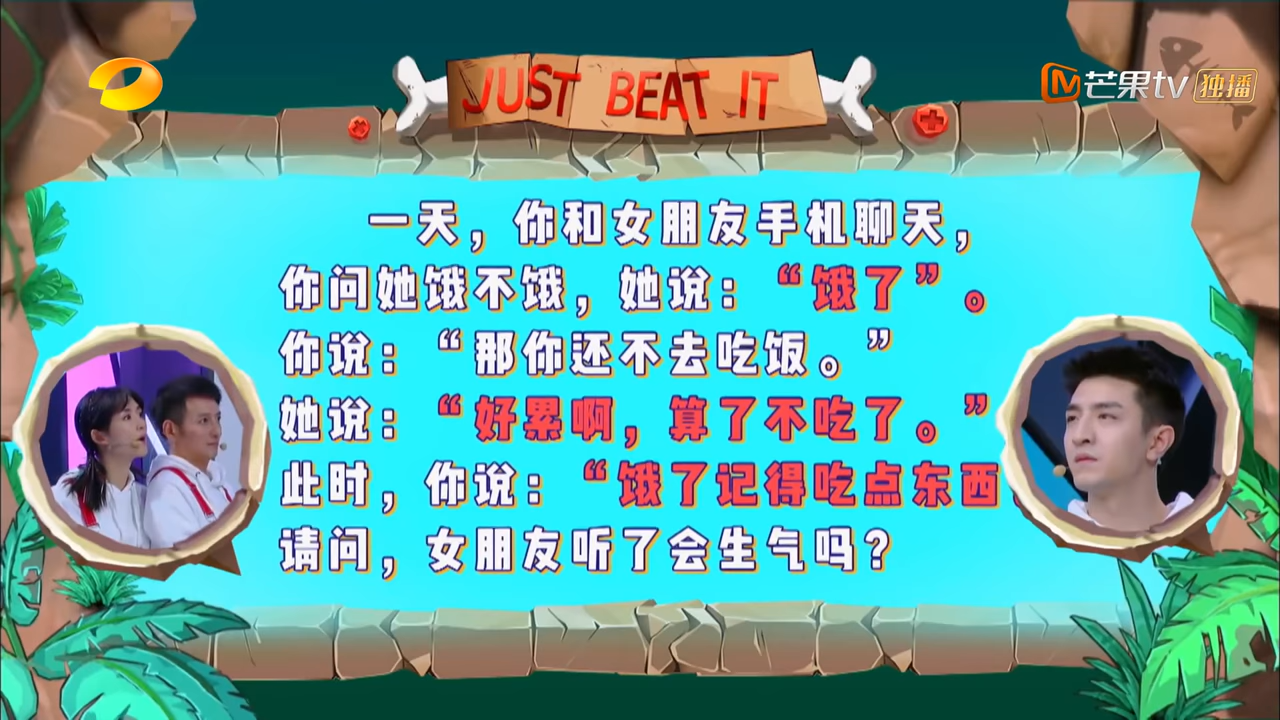 JUST BEAT IT
芒果tv 独播
一天，你和女朋友手机聊天，
你问她饿不饿，她说：“饿了”。
你说：“那你还不去吃饭。”
她说：“好累啊，算了不吃了。”
此时，你说：“饿了记得吃点东西
请问，女朋友听了会生气吗？